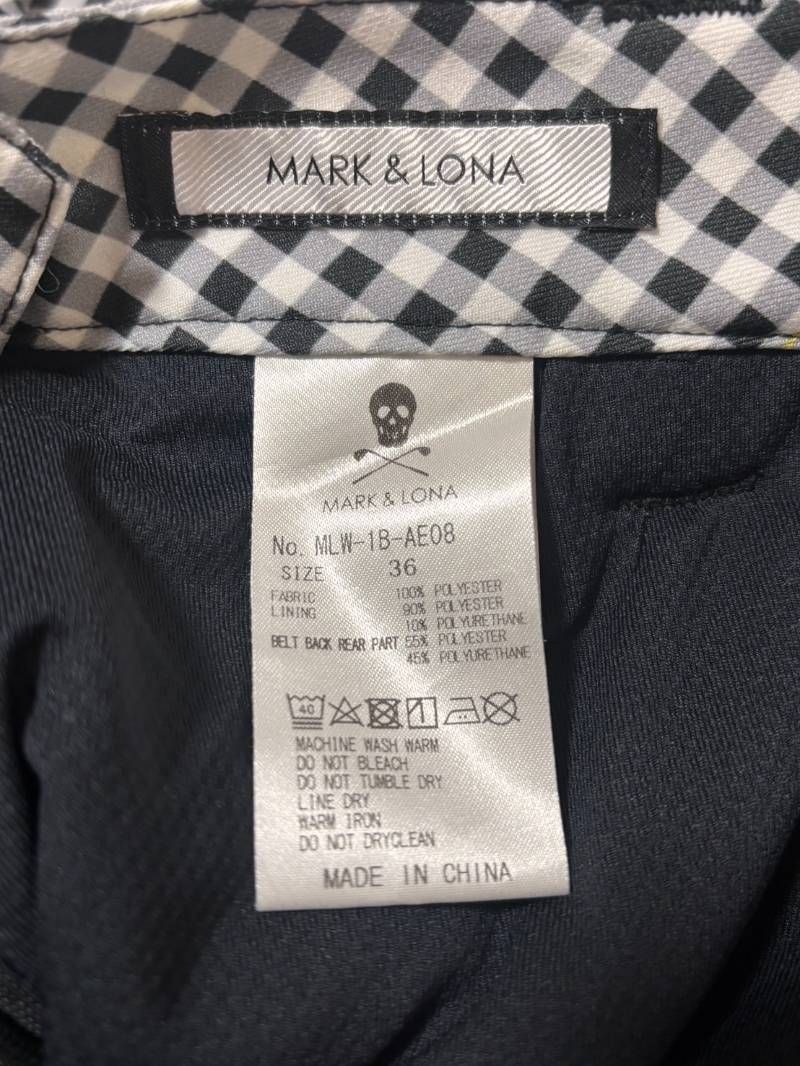 MARK & LONA
MARK & LONA
No. MLW-1B-AE08
SIZE 36
FABRIC 100% POLYESTER
LINING 90% POLYESTER
10% POLYURETHANE
BELT BACK REAR PART 55% POLYESTER
45% POLYURETHANE
40 1
MACHINE WASH WARM
DO NOT BLEACH
DO NOT TUMBLE DRY
LINE DRY
WARM IRON
DO NOT DRYCLEAN
MADE IN CHINA